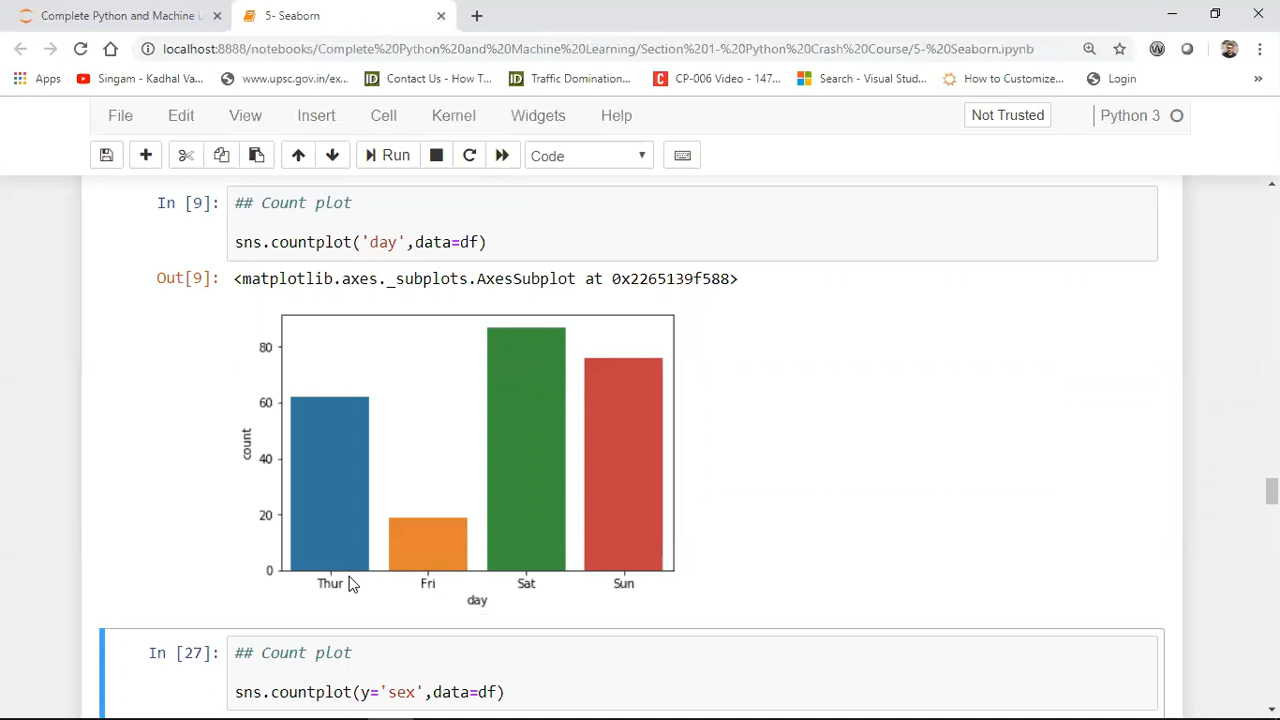 Complete Python and Machine L
5- Seaborn
localhost:8888/notebooks/Complete%20Python%20and%20Machine%20Learning/Section%201-%20Python%20Crash%20Course/5-%20Seaborn.ipynb
Apps
Singam - Kadhal Va...
www.upsc.gov.in/ex...
Contact Us - How T...
Traffic Domination...
CP-006 Video - 147...
Search - Visual Stud...
How to Customize...
Login
»
File Edit View Insert Cell Kernel Widgets Help
Not Trusted
Python 3
Run
Code
In [9]: ## Count plot
sns.countplot('day',data=df)
Out[9]: <matplotlib.axes._subplots.AxesSubplot at 0x2265139f588>
80
60
count
40
20
0
Thur Fri Sat Sun
day
In [27]: ## Count plot
sns.countplot(y='sex',data=df)